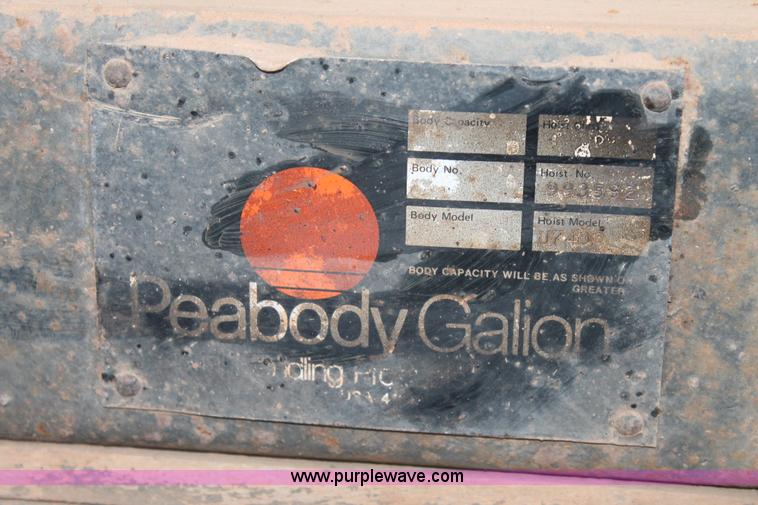 Body Capacity
Body No. Hoist No.
993592
Body Model Hoist Model
BODY CAPACITY WILL BE AS SHOWN OR
GREATER
Peabody Galion
www.purplewave.com